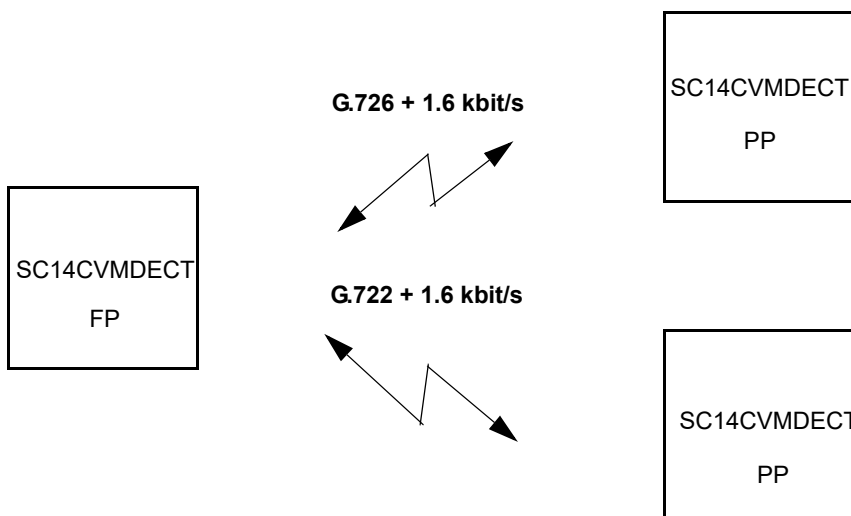 G.726 + 1.6 kbit/s
SC14CVMDECT
PP
SC14CVMDECT
FP
G.722 + 1.6 kbit/s
SC14CVMDECT
PP